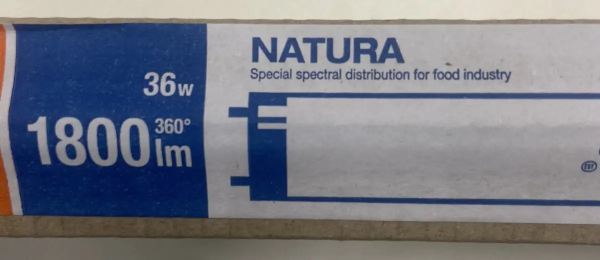 NATURA
Special spectral distribution for food industry
36w
360°
1800 lm